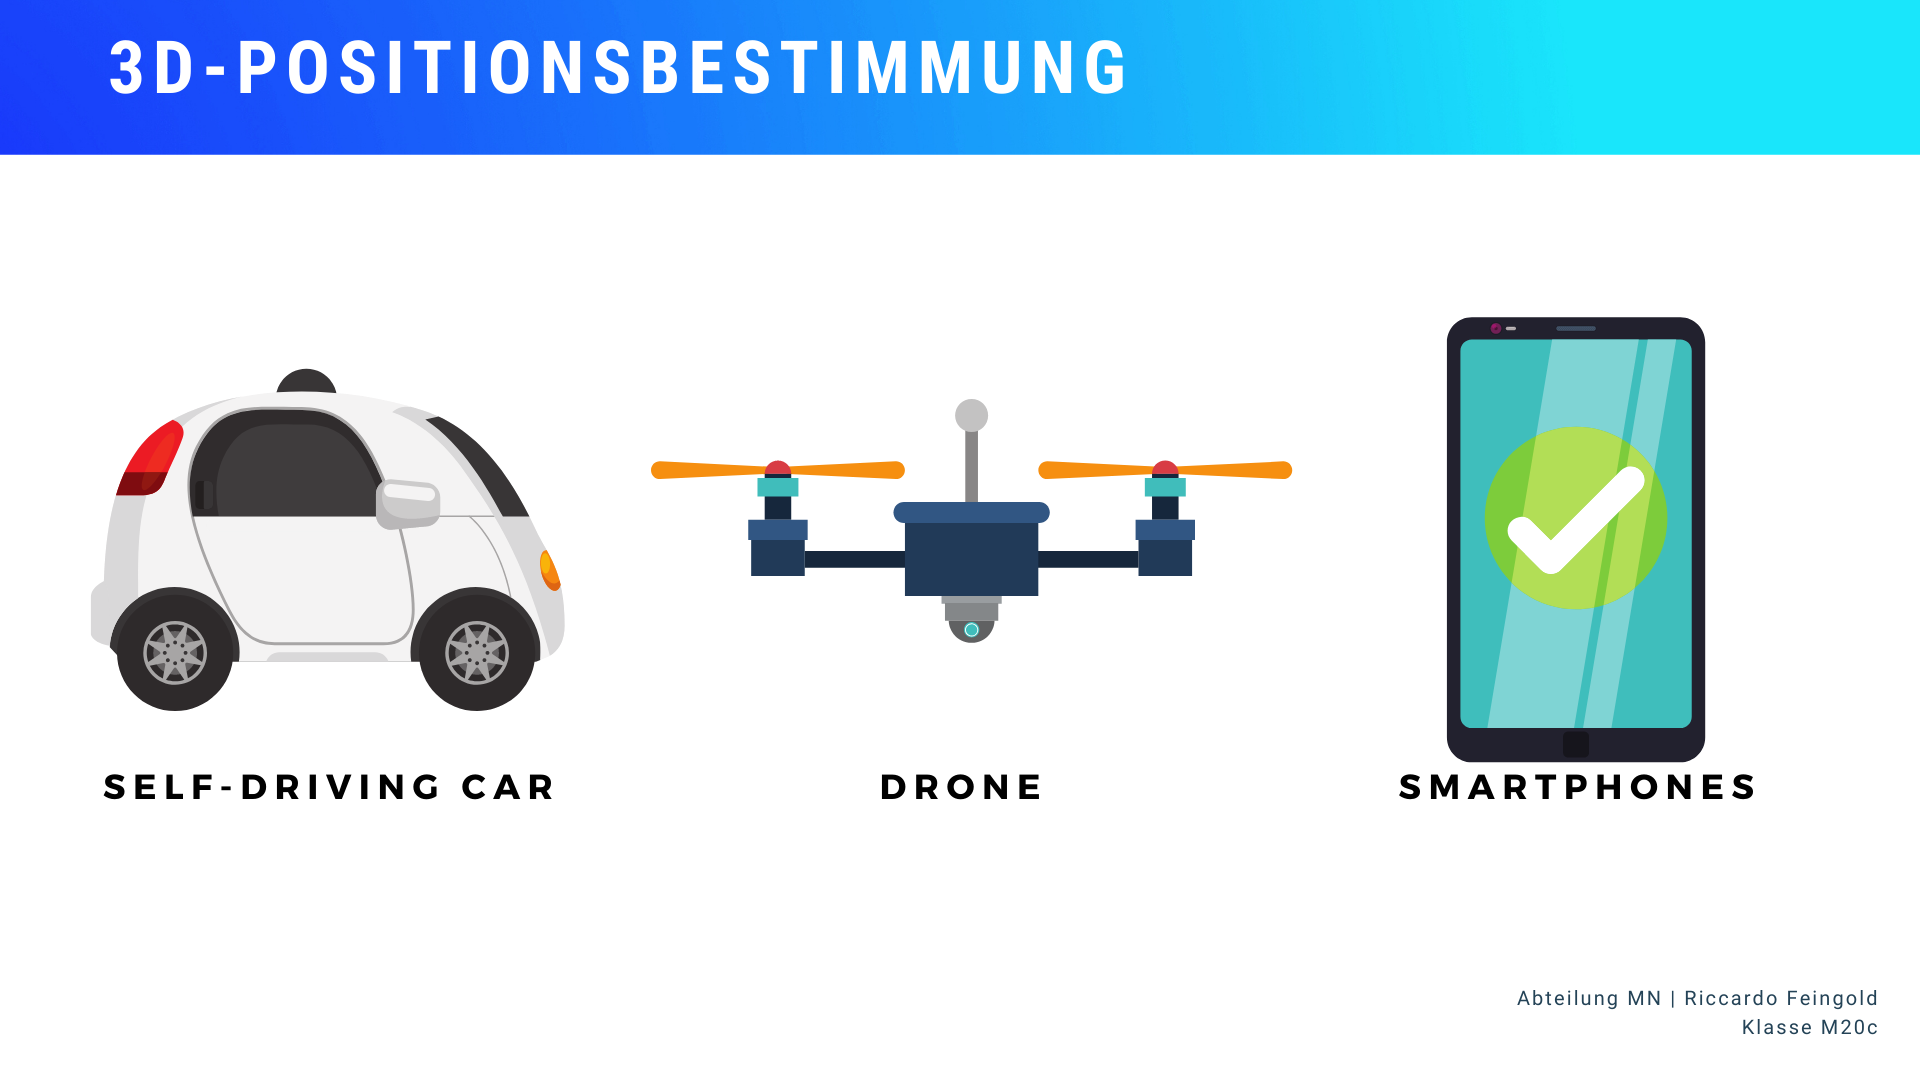 3D-POSITIONSBESTIMMUNG
SELF-DRIVING CAR
DRONE
SMARTPHONES
Abteilung MN | Riccardo Feingold
Klasse M20c